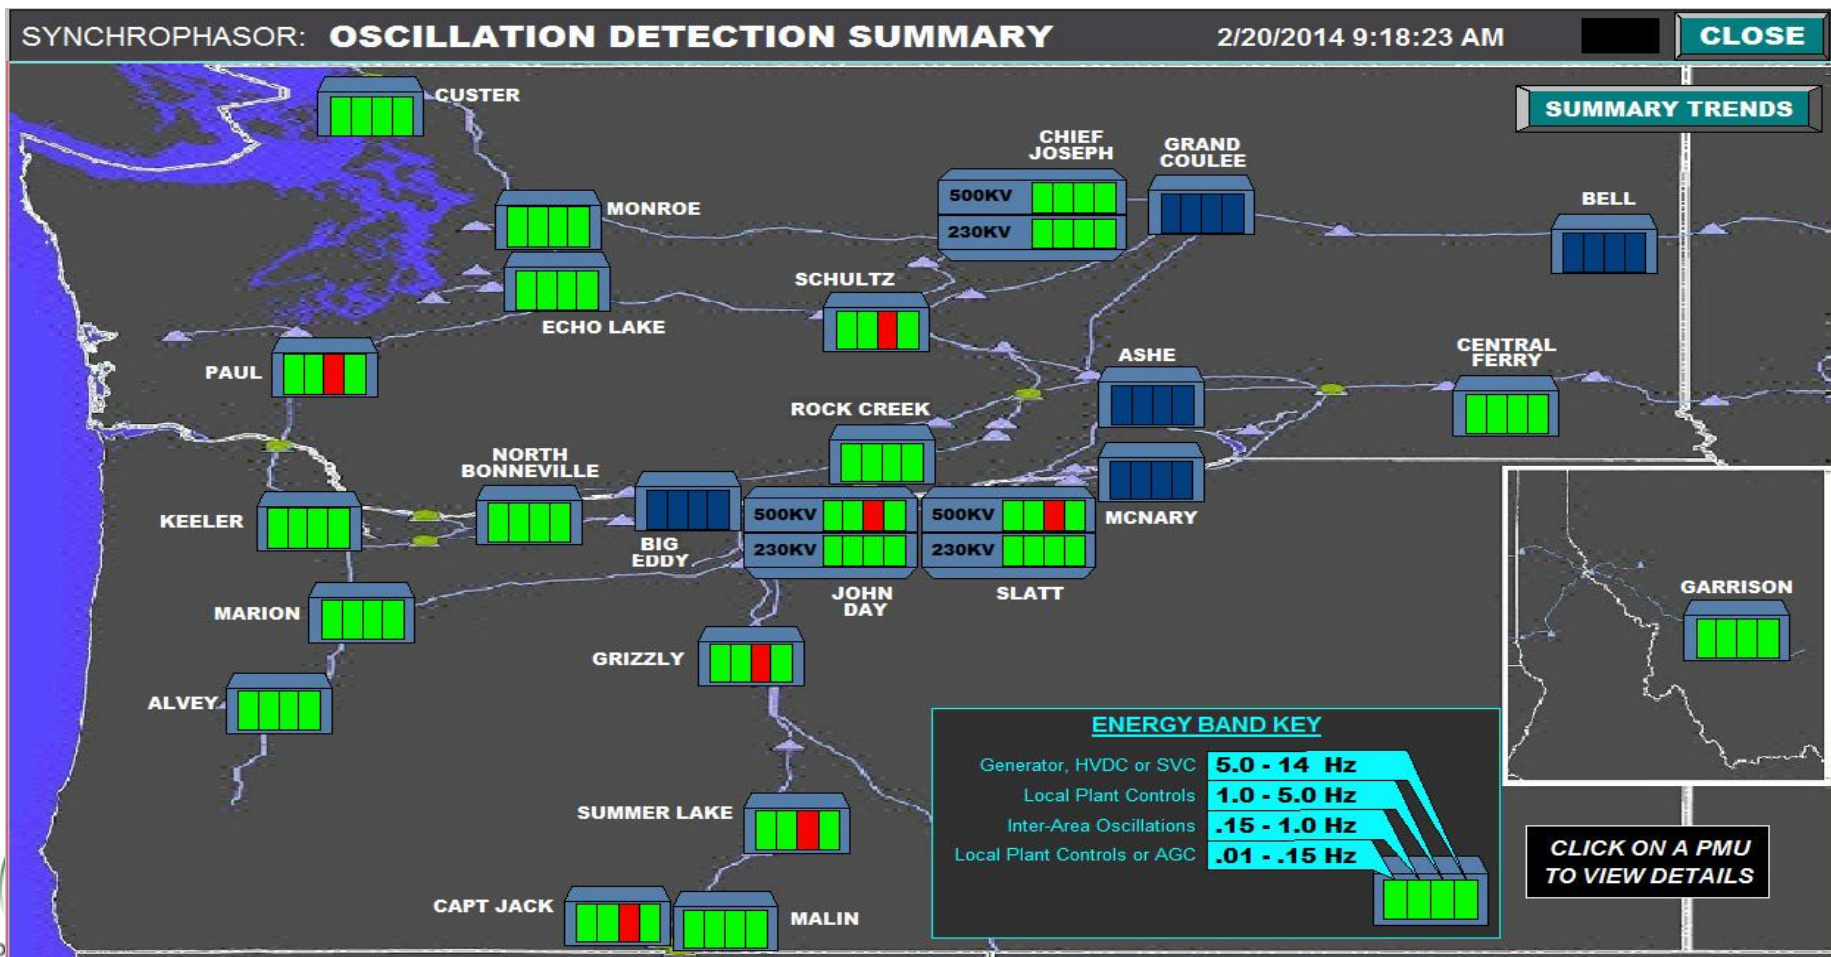 SYNCHROPHASOR: OSCILLATION DETECTION SUMMARY 2/20/2014 9:18:23 AM CLOSE
CUSTER
SUMMARY TRENDS
CHIEF
JOSEPH
GRAND
COULEE
500KV
230KV
BELL
MONROE
SCHULTZ
ECHO LAKE
PAUL
ASHE
CENTRAL
FERRY
ROCK CREEK
NORTH
BONNEVILLE
KEELER
BIG
EDDY
500KV
230KV
JOHN
DAY
500KV
230KV
SLATT
MCNARY
GARRISON
MARION
GRIZZLY
ALVEY
ENERGY BAND KEY
Generator, HVDC or SVC 5.0 - 14 Hz
Local Plant Controls 1.0 - 5.0 Hz
Inter-Area Oscillations .15 - 1.0 Hz
Local Plant Controls or AGC .01 - .15 Hz
SUMMER LAKE
CLICK ON A PMU
TO VIEW DETAILS
CAPT JACK
MALIN